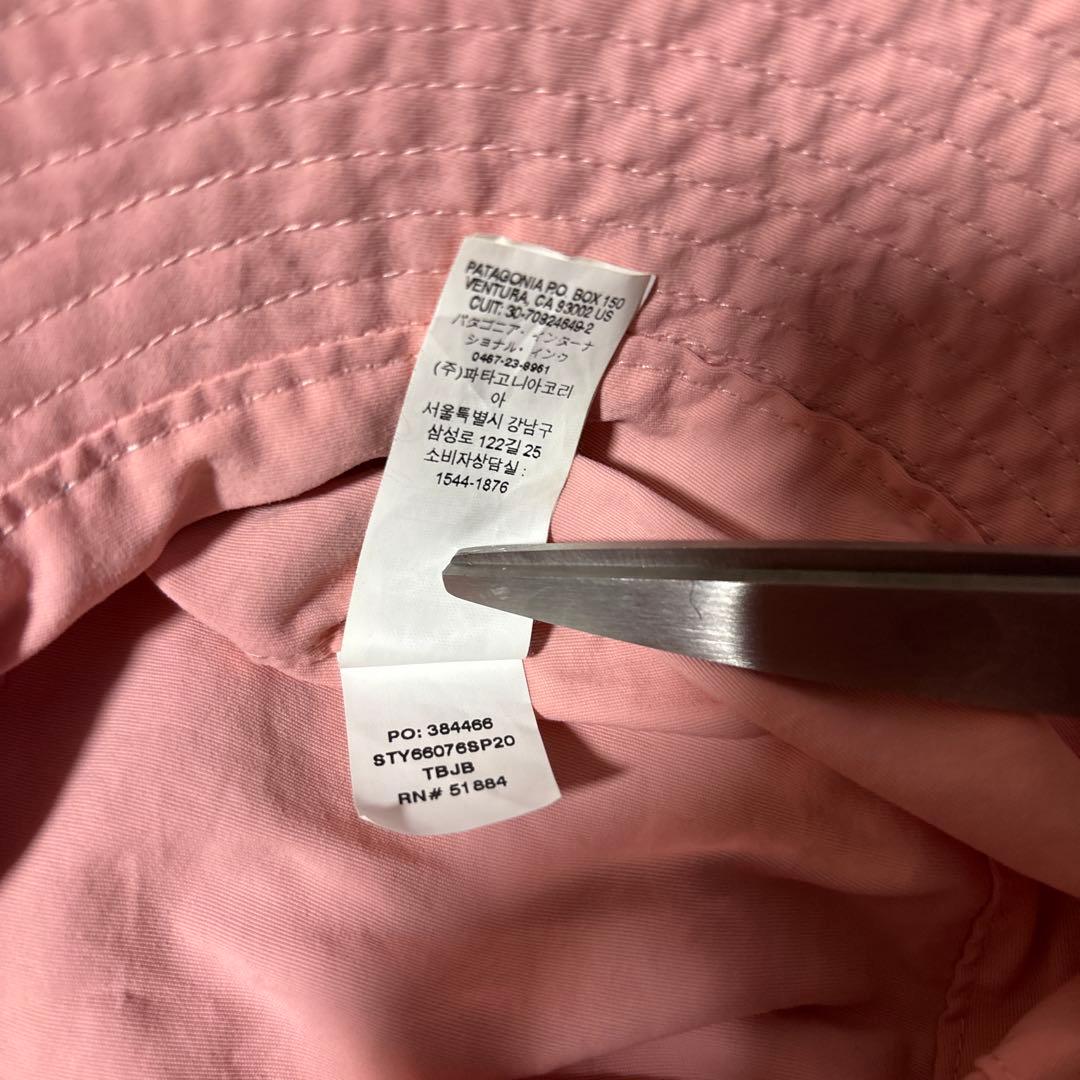 PATAGONIA P.O. BOX 150
VENTURA, CA 93002 US
CUIT: 30-70924649-2
パタゴニア・インターナ
ショナル・インク
0467-23-8961
(주)파타고니아코리
아
서울특별시 강남구
삼성로 122길 25
소비자상담실 :
1544-1876
PO: 384466
STY66076SP20
TBJB
RN# 51884